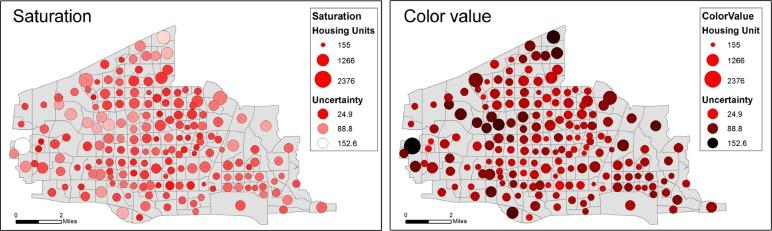 Saturation
Saturation
Housing Units
155
1266
2376
Uncertainty
24.9
88.8
152.6
0 2
Miles
Color value
ColorValue
Housing Unit
155
1266
2376
Uncertainty
24.9
88.8
152.6
0 2
Miles